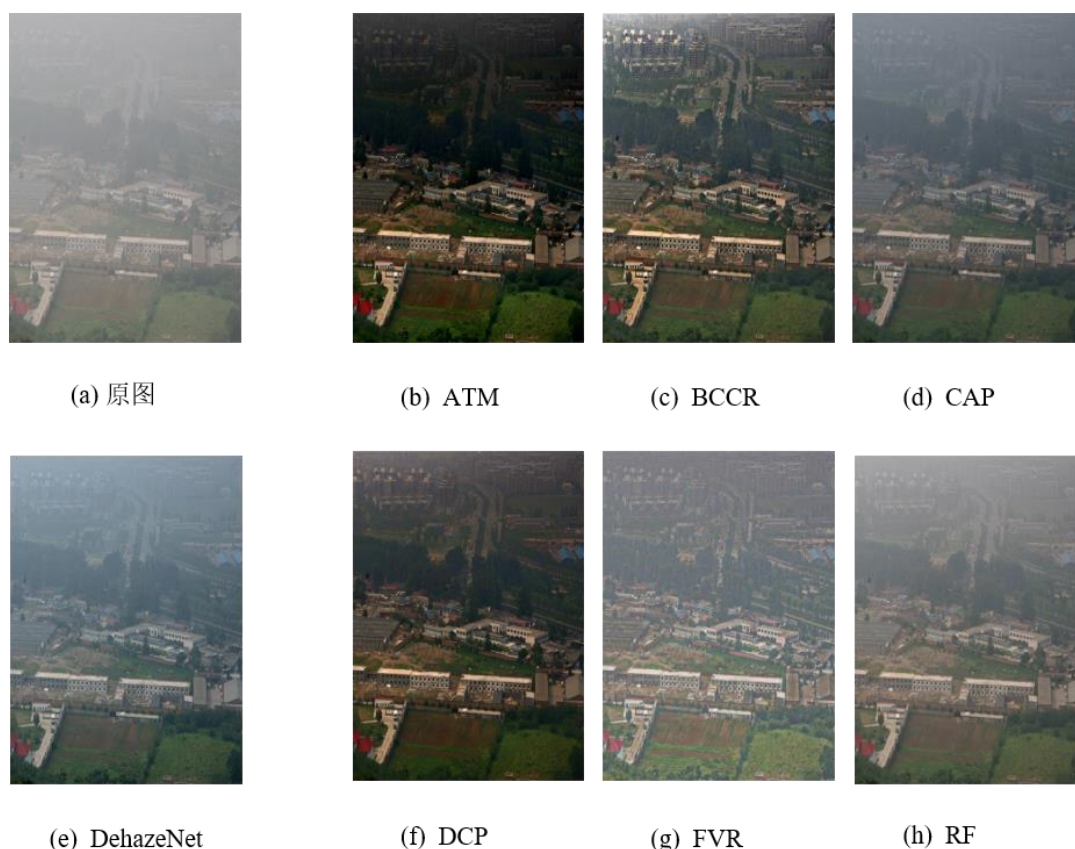 (a) 原图
(b) ATM
(c) BCCR
(d) CAP
(e) DehazeNet
(f) DCP
(g) FVR
(h) RF